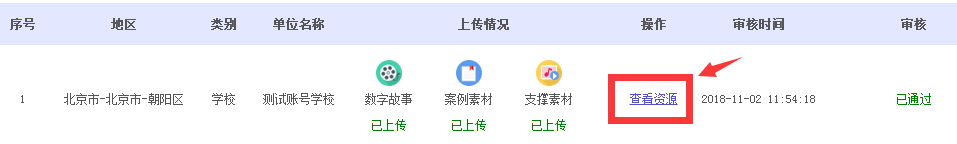 序号 地区 类别 单位名称 上传情况 操作 审核时间 审核
1 北京市-北京市-朝阳区 学校 测试账号学校 数字故事 案例素材 支撑素材 查看资源 2018-11-02 11:54:18 已通过
已上传 已上传 已上传